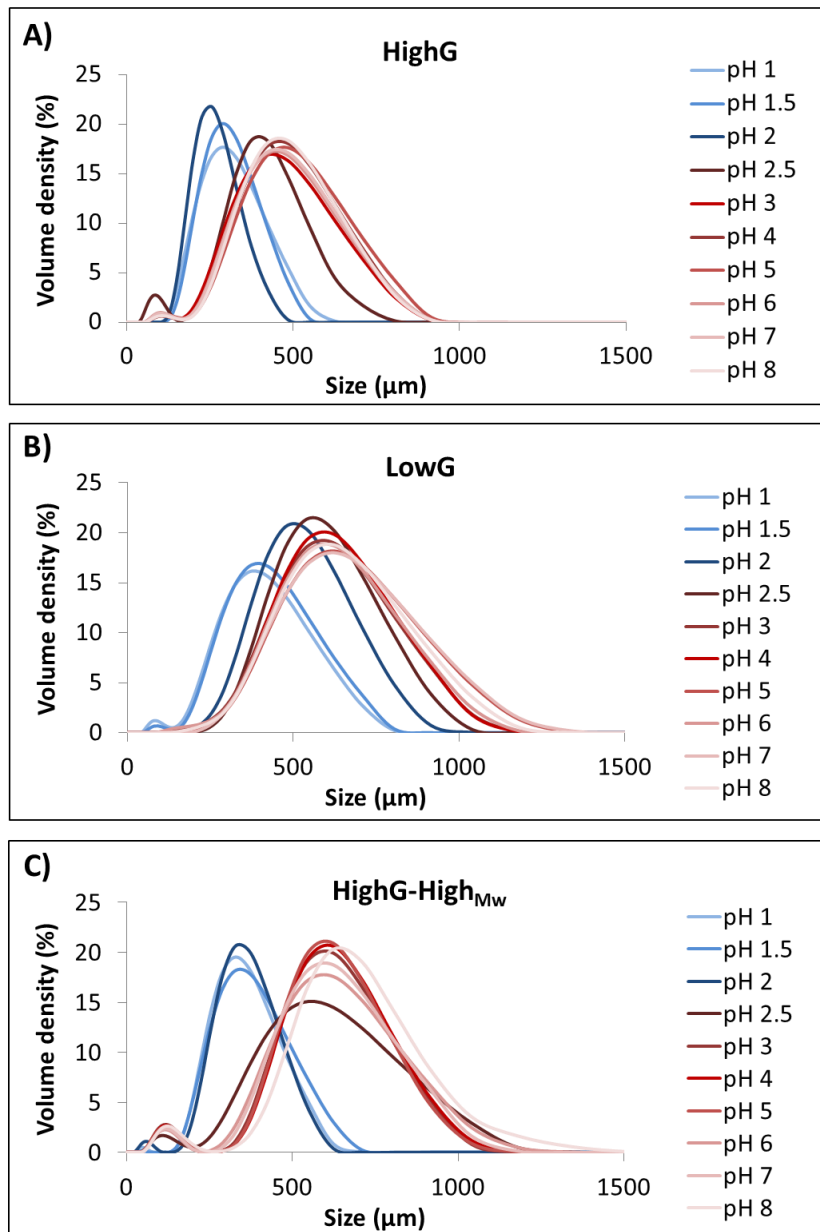 A)
HighG
Volume density (%)
25
20
15
10
5
0
0 500 1000 1500
Size (µm)
pH 1
pH 1.5
pH 2
pH 2.5
pH 3
pH 4
pH 5
pH 6
pH 7
pH 8
B)
LowG
Volume density (%)
25
20
15
10
5
0
0 500 1000 1500
Size (µm)
pH 1
pH 1.5
pH 2
pH 2.5
pH 3
pH 4
pH 5
pH 6
pH 7
pH 8
C)
HighG-HighMw
Volume density (%)
25
20
15
10
5
0
0 500 1000 1500
Size (µm)
pH 1
pH 1.5
pH 2
pH 2.5
pH 3
pH 4
pH 5
pH 6
pH 7
pH 8